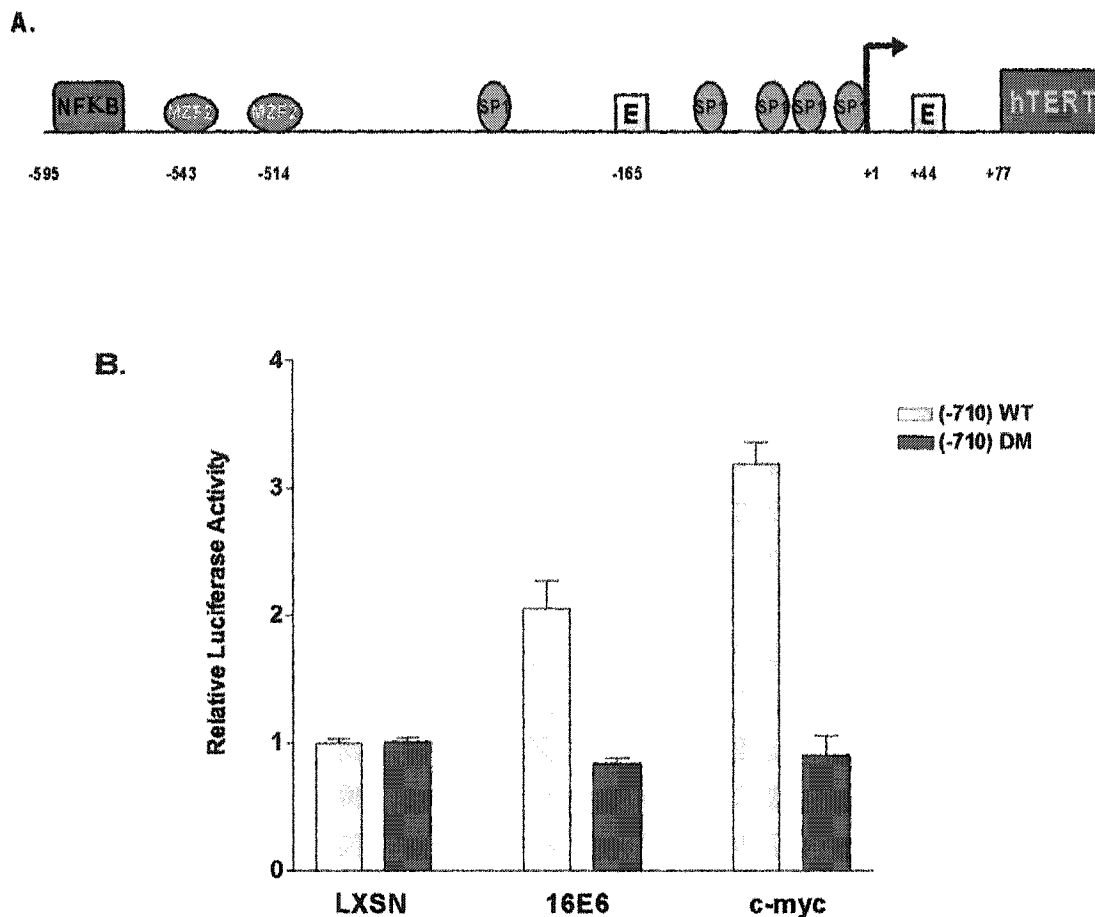 A.
NFKB MZF2 MZF2 SP1 E SP1 SP1 SP1 SP1 E hTERT
-595 -543 -514 -165 +1 +44 +77
B.
4
3
2
1
0
Relative Luciferase Activity
(-710) WT
(-710) DM
LXSN 16E6 c-myc